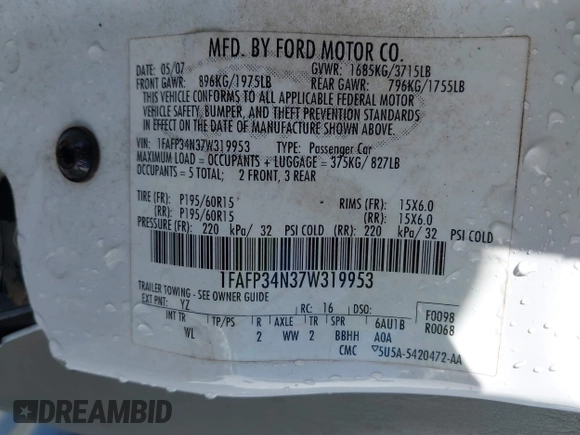 MFD. BY FORD MOTOR CO.
DATE: 05/07 GVWR: 1685KG/3715LB
FRONT GAWR: 896KG/1975LB REAR GAWR: 796KG/1755LB
THIS VEHICLE CONFORMS TO ALL APPLICABLE FEDERAL MOTOR
VEHICLE SAFETY, BUMPER, AND THEFT PREVENTION STANDARDS
IN EFFECT ON THE DATE OF MANUFACTURE SHOWN ABOVE.
VIN: 1FAFP34N37W319953 TYPE: Passenger Car
MAXIMUM LOAD = OCCUPANTS + LUGGAGE = 375KG/ 827LB
OCCUPANTS = 5 TOTAL; 2 FRONT, 3 REAR
TIRE (F) P195/60R15 RIMS (FR): 15X6.0
(RR) : P195/60R15 (RR) : 15X6.0
PRESSURE (FR) : 220 kPa/ 32 PSI COLD (RR) : 220 kPa/ 32 PSI COLD
1FAFP34N37W319953
TRAILER TOWING - SEE OWNER GUIDE
EXT PNT: YZ RC: 16 DSO: F0098
INT TR TP/PS R AXLE TR SPR 6AU1B R0068
WL 2 WW 2 BBHH A0A
CMC ▽5U5A-5420472-AA
DREAMBID